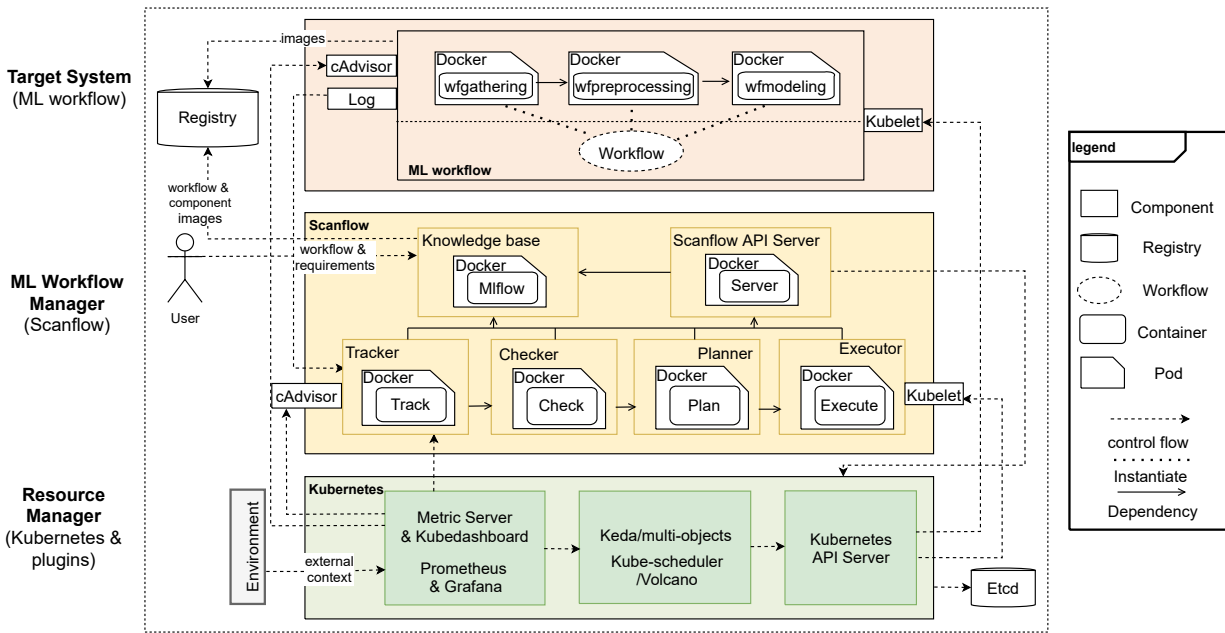 Target System
(ML workflow)
images
Registry
cAdvisor
Log
Docker
wfgathering
Docker
wfpreprocessing
Docker
wfmodeling
Kubelet
Workflow
ML workflow
workflow &
component
images
User
ML Workflow
Manager
(Scanflow)
Scanflow
workflow &
requirements
Knowledge base
Docker
Mlflow
Scanflow API Server
Docker
Server
Tracker
Docker
Track
Checker
Docker
Check
Planner
Docker
Plan
Executor
Docker
Execute
cAdvisor
Kubelet
Resource
Manager
(Kubernetes &
plugins)
Environment
external
context
Kubernetes
Metric Server
& Kubedashboard
Prometheus
& Grafana
Keda/multi-objects
Kube-scheduler
/Volcano
Kubernetes
API Server
Etcd
legend
Component
Registry
Workflow
Container
Pod
control flow
Instantiate
Dependency